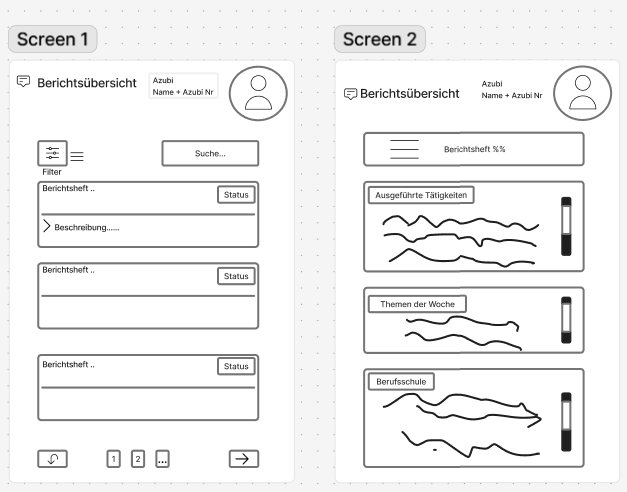 Screen 1
Berichtsübersicht
Azubi
Name + Azubi Nr
Suche...
Filter
Berichtsheft ..
Status
Beschreibung......
Berichtsheft ..
Status
Berichtsheft ..
Status
1
2
...
Screen 2
Berichtsübersicht
Azubi
Name + Azubi Nr
Berichtsheft %%
Ausgeführte Tätigkeiten
Themen der Woche
Berufsschule